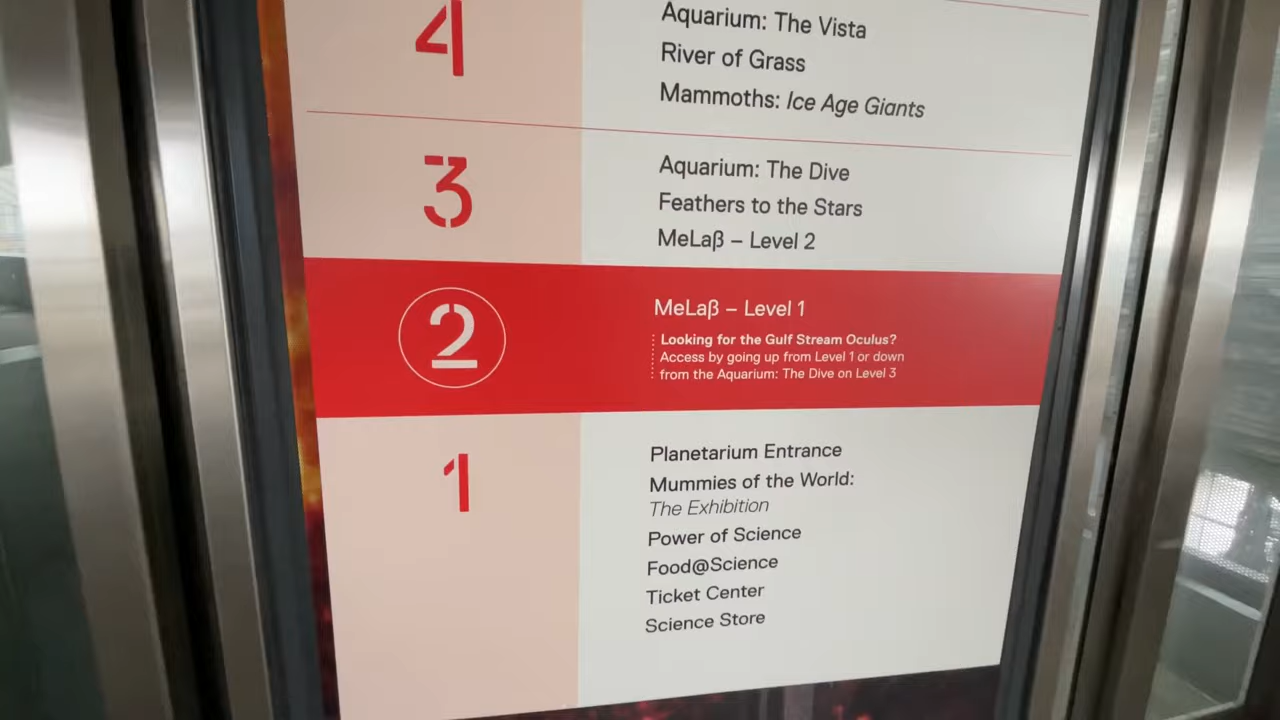 4
Aquarium: The Vista
River of Grass
Mammoths: Ice Age Giants
3
Aquarium: The Dive
Feathers to the Stars
MeLaβ – Level 2
2
MeLaβ – Level 1
Looking for the Gulf Stream Oculus?
Access by going up from Level 1 or down
from the Aquarium: The Dive on Level 3
1
Planetarium Entrance
Mummies of the World:
The Exhibition
Power of Science
Food@Science
Ticket Center
Science Store